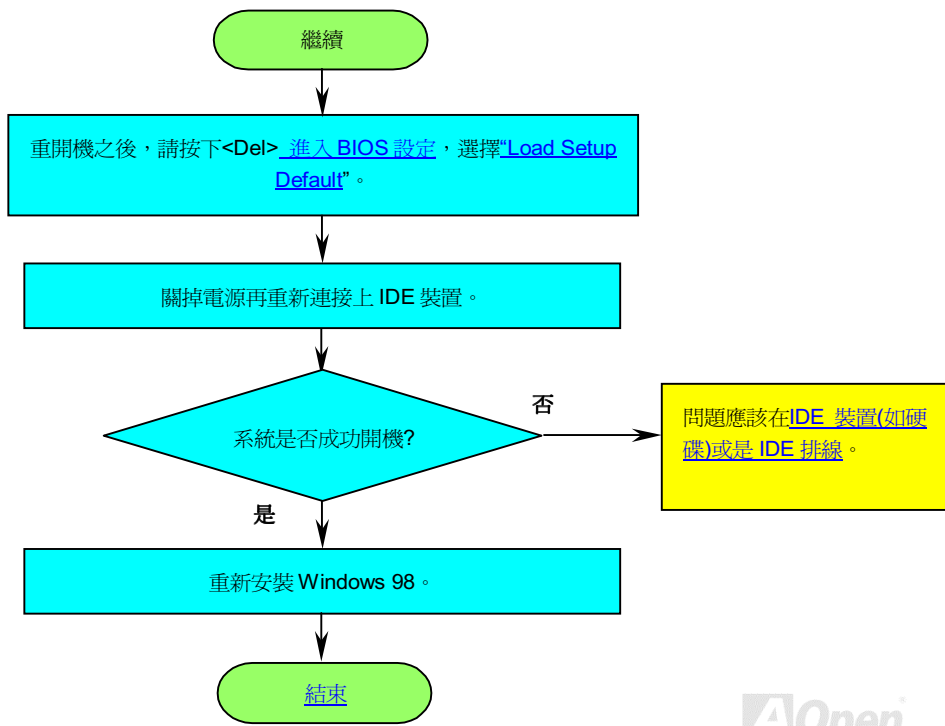 繼續
重開機之後，請按下<Del> 進入 BIOS 設定，選擇“Load Setup
Default”。
關掉電源再重新連接上 IDE 裝置。
系統是否成功開機?
否
問題應該在IDE 裝置(如硬
碟)或是 IDE 排線。
是
重新安裝 Windows 98。
結束
AOpen